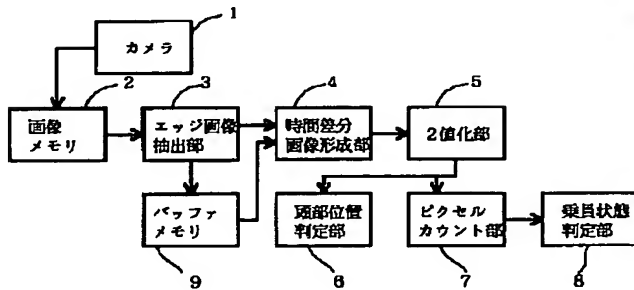 1
カメラ
2
3
4
5
画像
メモリ
エッジ画像
抽出部
時間差分
画像形成部
2値化部
バッファ
メモリ
頭部位置
判定部
ピクセル
カウント部
乗員状態
判定部
9
6
7
8